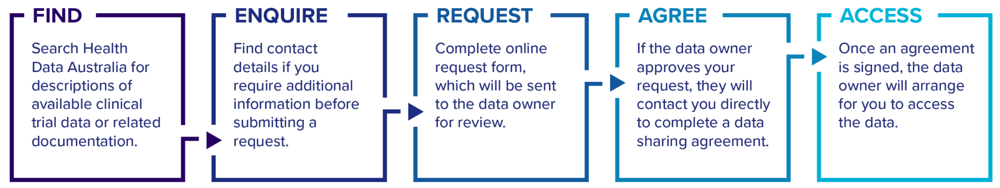 FIND
Search Health
Data Australia for
descriptions of
available clinical
trial data or related
documentation.
ENQUIRE
Find contact
details if you
require additional
information before
submitting a
request.
REQUEST
Complete online
request form,
which will be sent
to the data owner
for review.
AGREE
If the data owner
approves your
request, they will
contact you directly
to complete a data
sharing agreement.
ACCESS
Once an agreement
is signed, the data
owner will arrange
for you to access
the data.